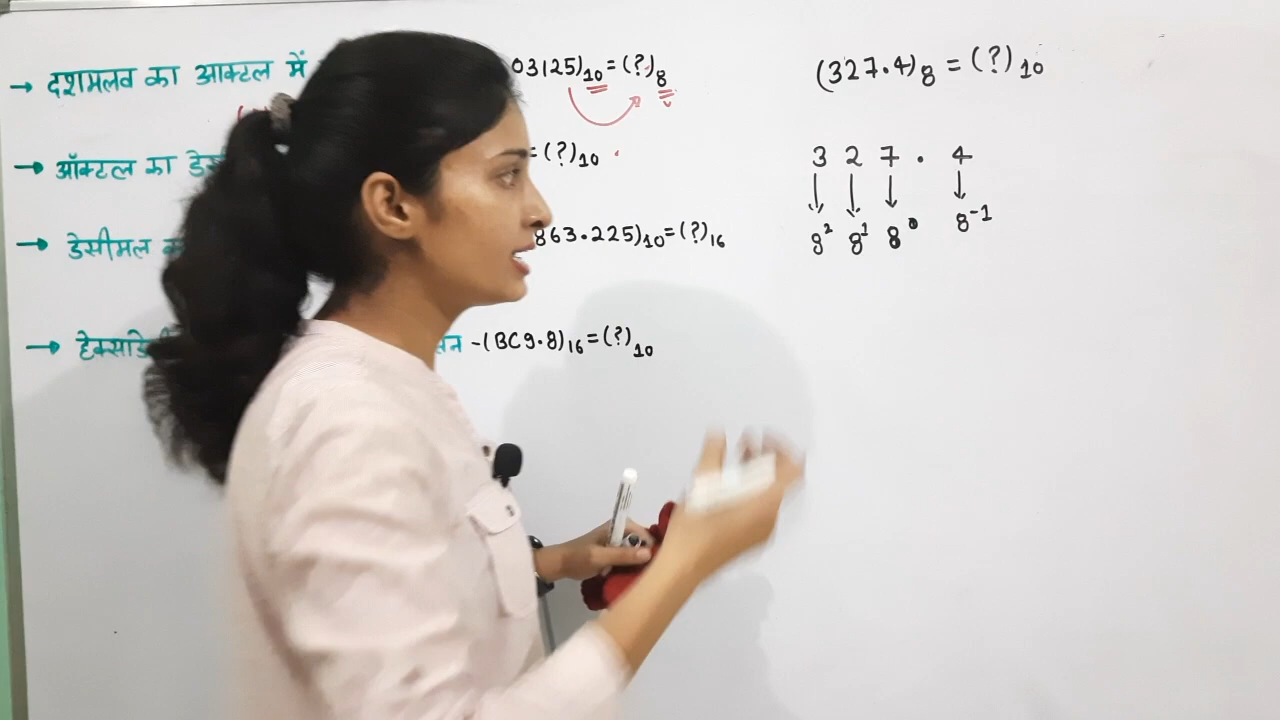 → दशमलव का आक्टल में 03125)₁₀=(?)₈
→ ऑक्टल का =(?)₁₀
→ डेसीमल 863.225)₁₀=(?)₁₆
→ -(BC9.8)₁₆=(?)₁₀
(327.4)₈ = (?)₁₀
3 2 7 . 4
↓ ↓ ↓ ↓
8² 8¹ 8⁰ 8⁻¹